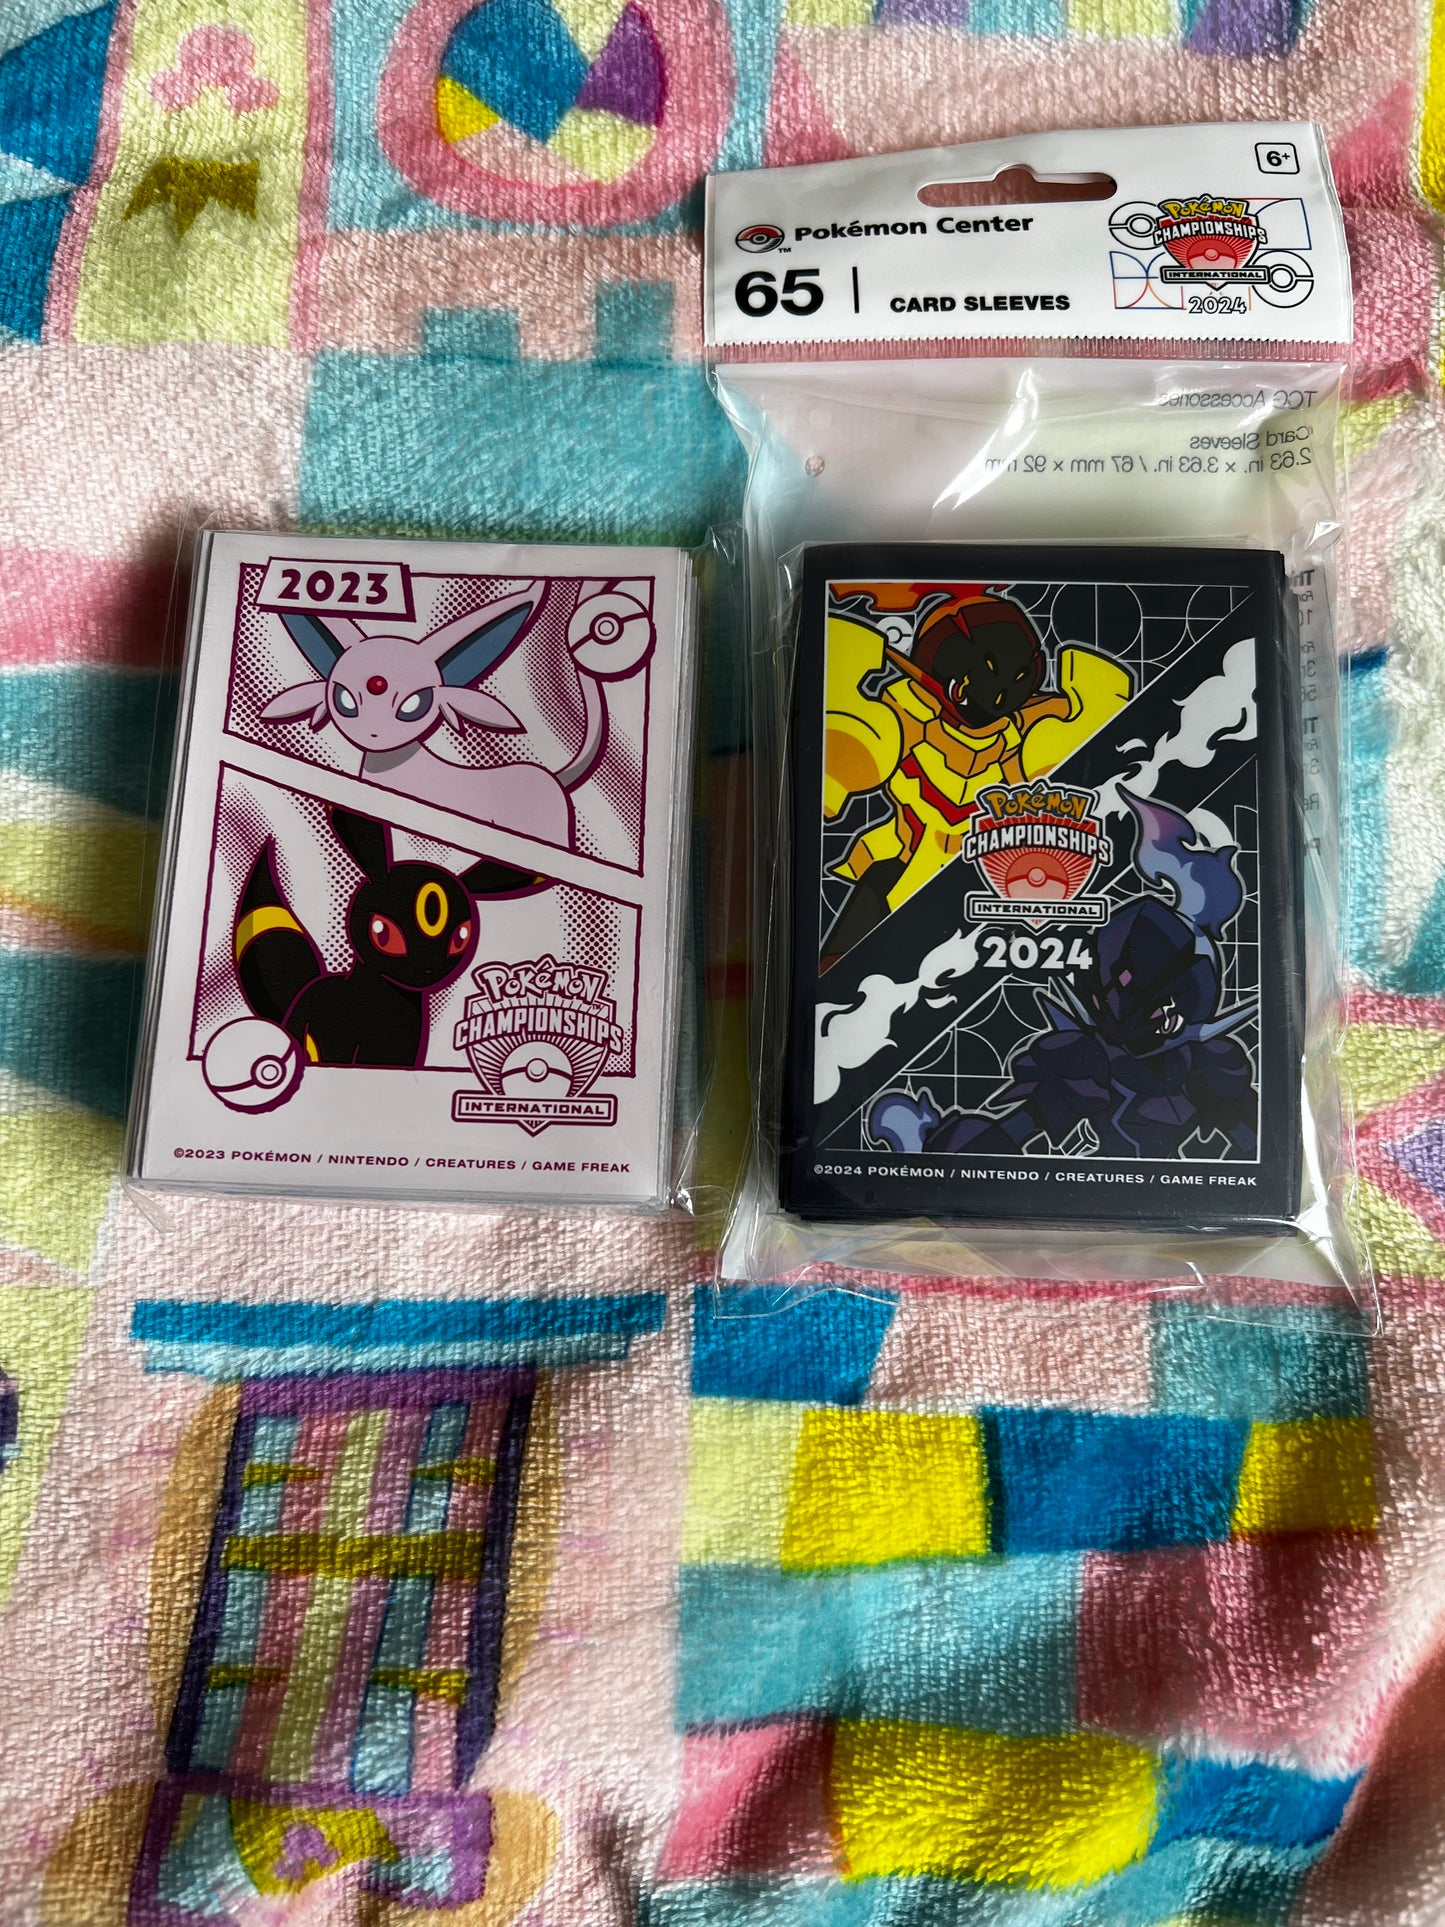 Pokémon Center
65 | CARD SLEEVES
6+
POKéMON
CHAMPIONSHIPS
INTERNATIONAL
2024
TCG Accessories
Card Sleeves
2.63 in. × 3.63 in. / 67 mm × 92 mm
2023
POKéMON
CHAMPIONSHIPS
INTERNATIONAL
©2023 POKÉMON / NINTENDO / CREATURES / GAME FREAK
POKéMON
CHAMPIONSHIPS
INTERNATIONAL
2024
©2024 POKÉMON / NINTENDO / CREATURES / GAME FREAK